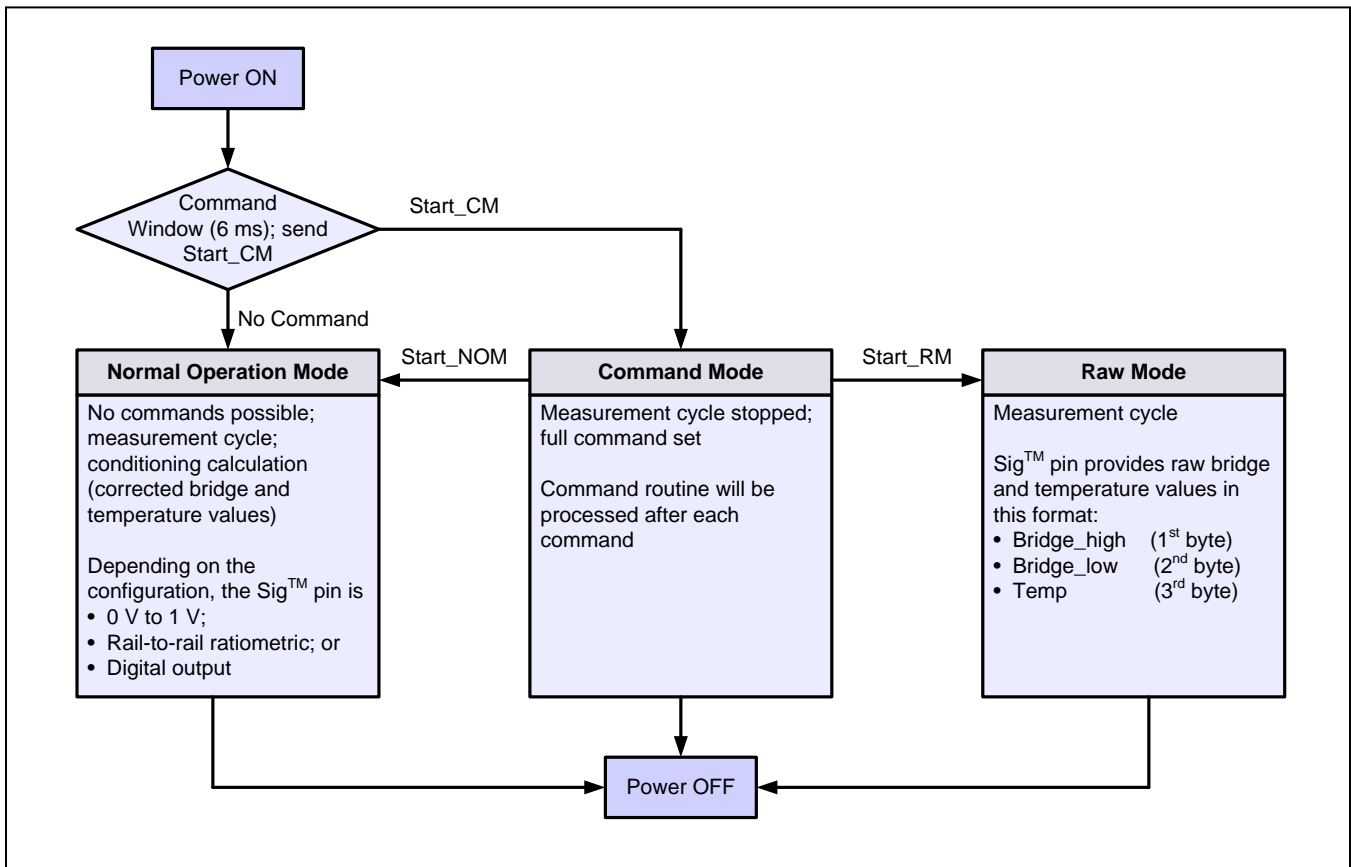 Power ON
Command
Window (6 ms); send
Start_CM
Start_CM
No Command
Normal Operation Mode
No commands possible;
measurement cycle;
conditioning calculation
(corrected bridge and
temperature values)
Depending on the
configuration, the Sig™ pin is
• 0 V to 1 V;
• Rail-to-rail ratiometric; or
• Digital output
Start_NOM
Command Mode
Measurement cycle stopped;
full command set
Command routine will be
processed after each
command
Start_RM
Raw Mode
Measurement cycle
Sig™ pin provides raw bridge
and temperature values in
this format:
• Bridge_high (1st byte)
• Bridge_low (2nd byte)
• Temp (3rd byte)
Power OFF